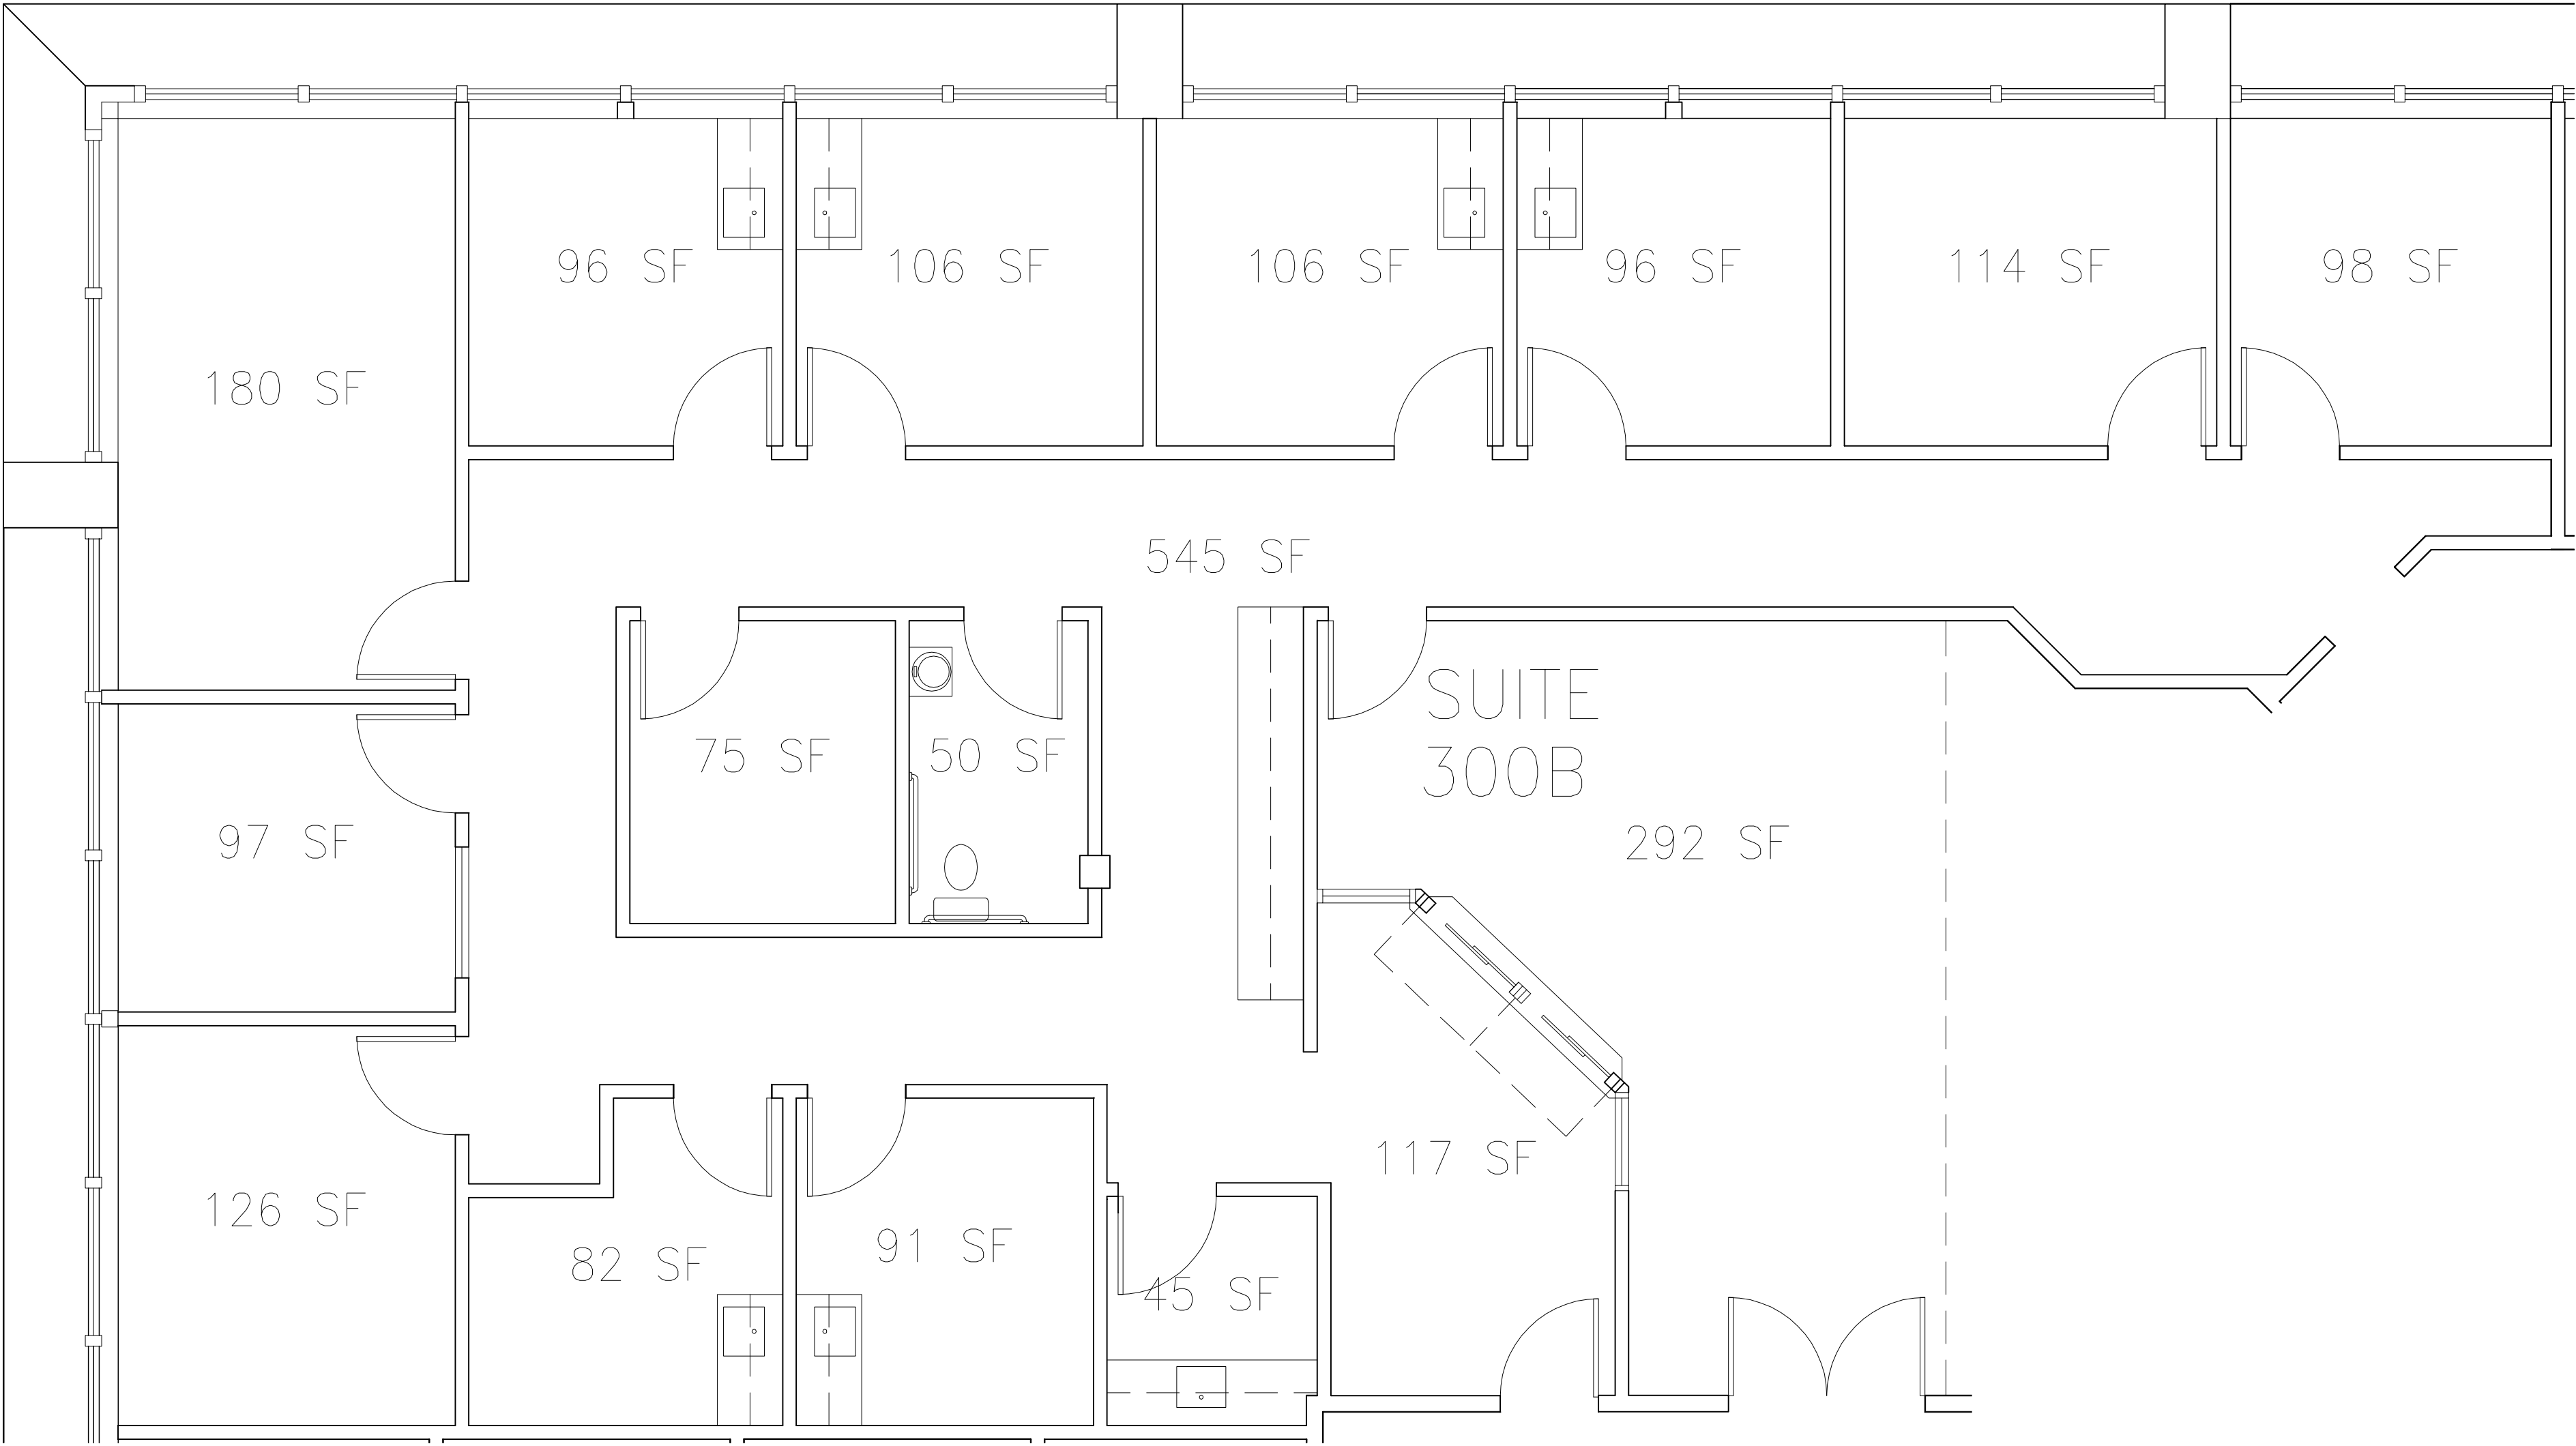 96 SF
106 SF
106 SF
96 SF
114 SF
98 SF
180 SF
545 SF
SUITE
300B
75 SF
50 SF
97 SF
292 SF
117 SF
126 SF
82 SF
91 SF
45 SF